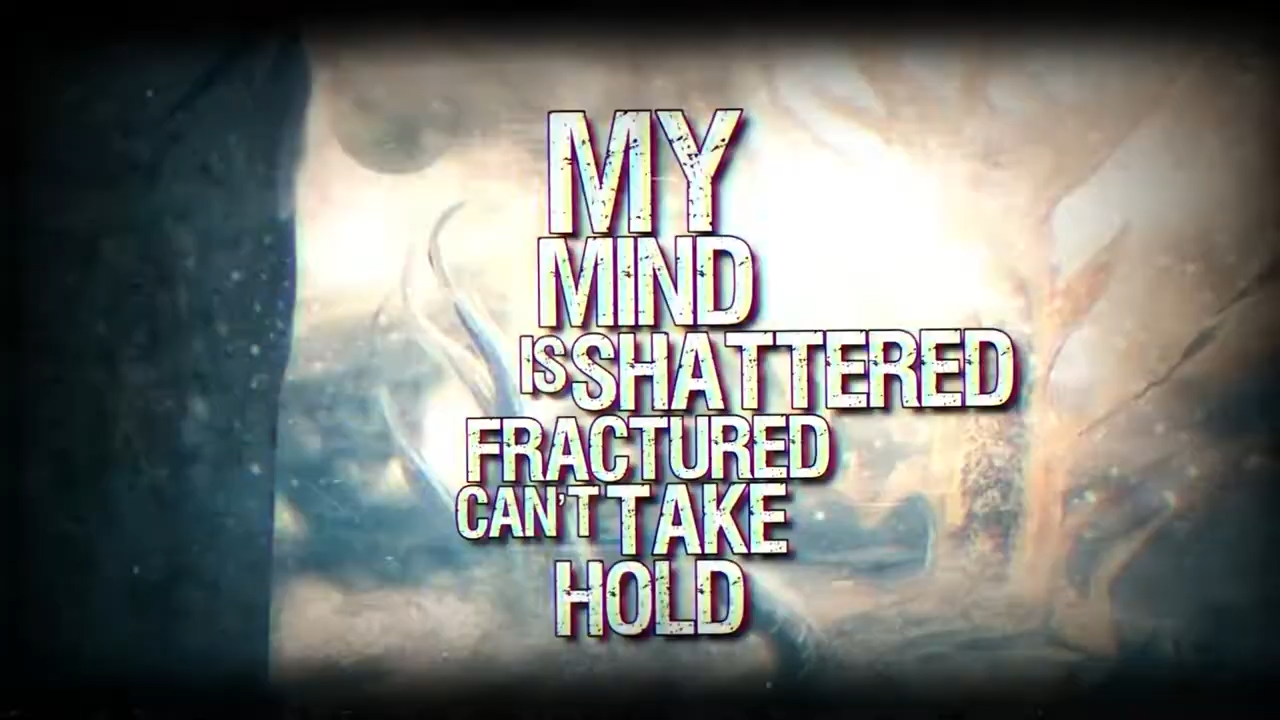 MY
MIND
IS SHATTERED
FRACTURED
CAN'T TAKE
HOLD